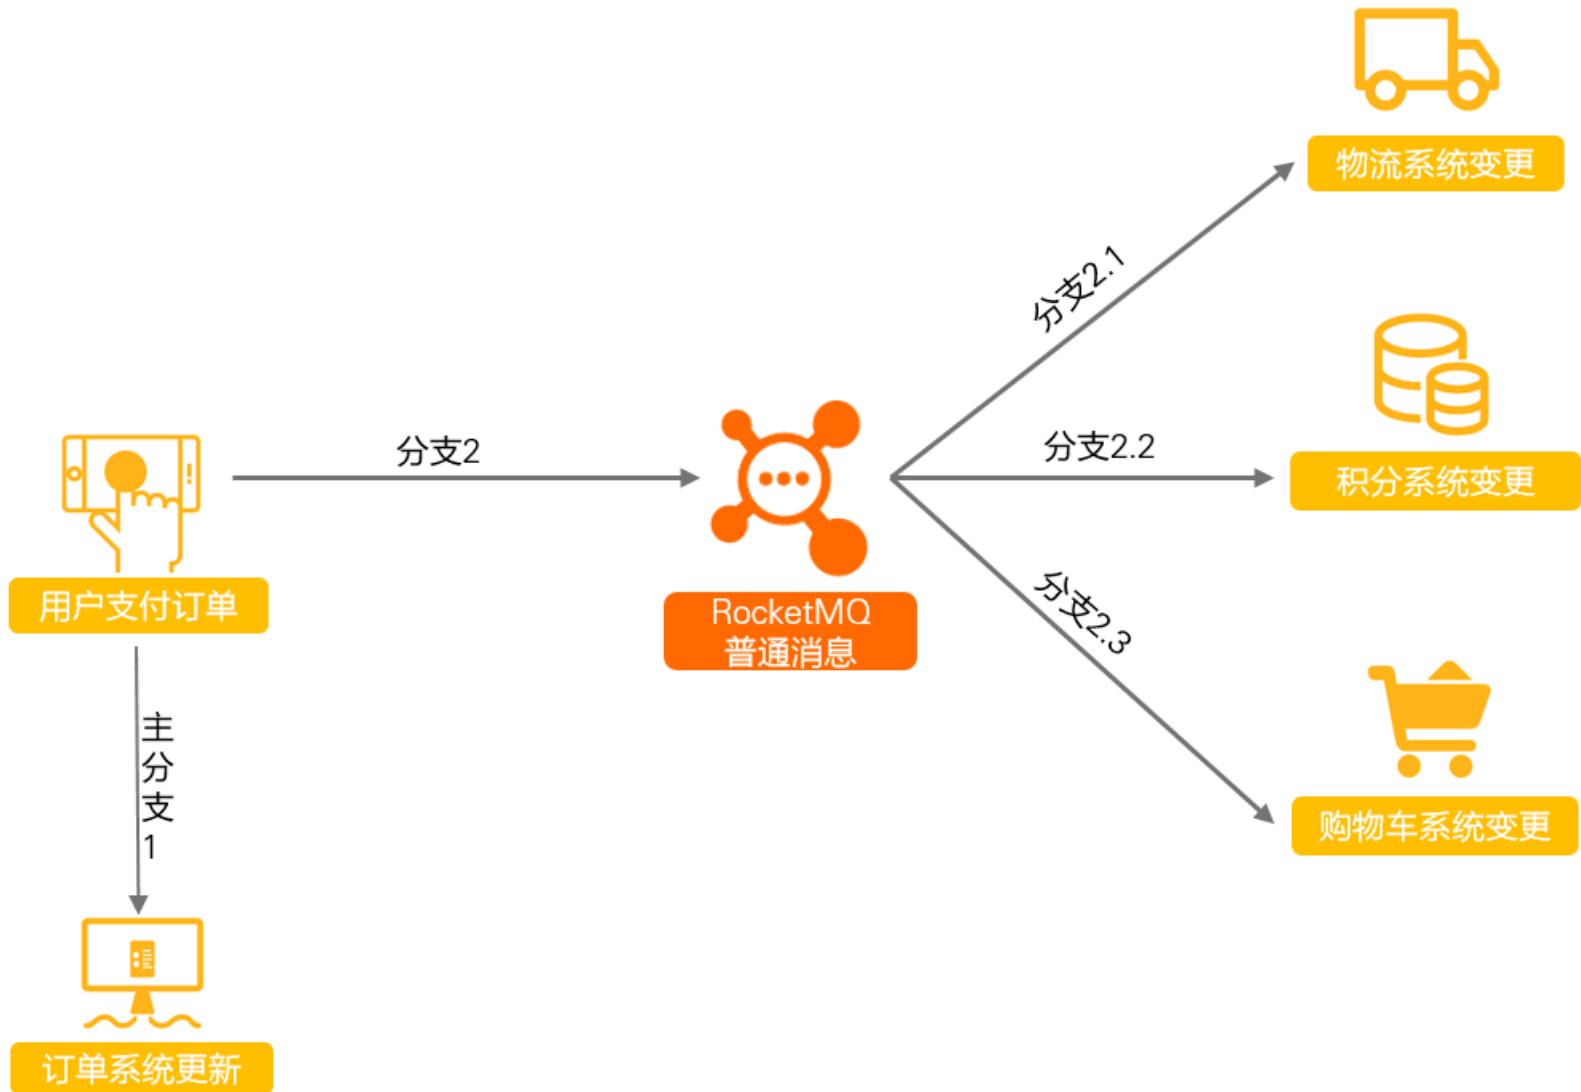 物流系统变更
分支2.1
分支2
分支2.2
积分系统变更
用户支付订单
RocketMQ
普通消息
分支2.3
主
分
支
1
购物车系统变更
订单系统更新